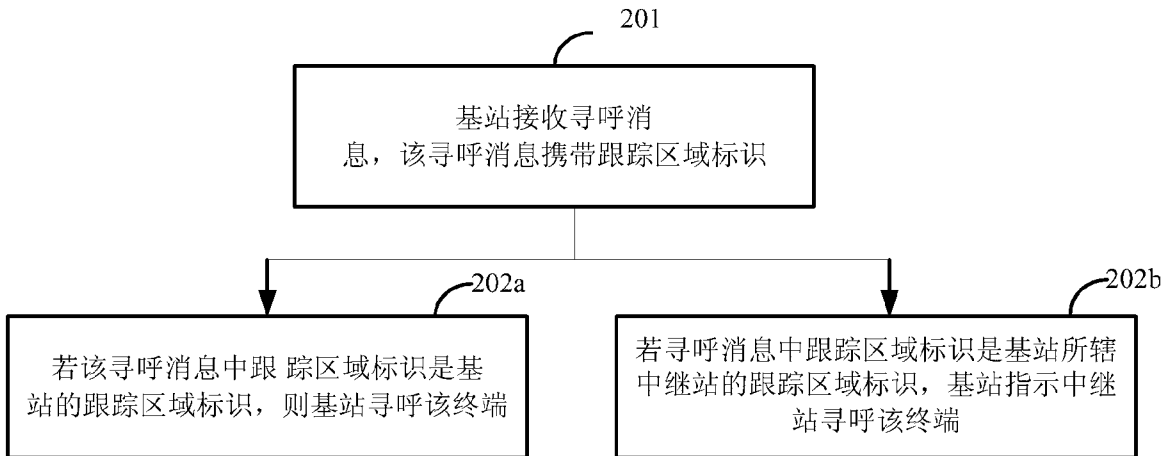 201
基站接收寻呼消
息，该寻呼消息携带跟踪区域标识
202a
若该寻呼消息中跟 踪区域标识是基
站的跟踪区域标识，则基站寻呼该终端
202b
若寻呼消息中跟踪区域标识是基站所辖
中继站的跟踪区域标识，基站指示中继
站寻呼该终端